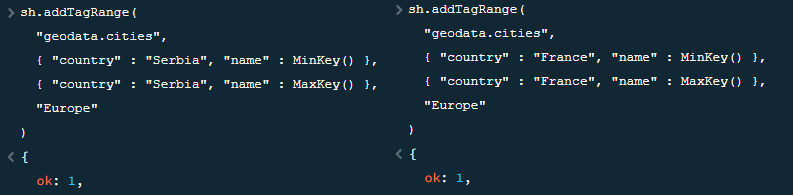 > sh.addTagRange(
"geodata.cities",
{ "country" : "Serbia", "name" : MinKey() },
{ "country" : "Serbia", "name" : MaxKey() },
"Europe"
)
< {
ok: 1,
> sh.addTagRange(
"geodata.cities",
{ "country" : "France", "name" : MinKey() },
{ "country" : "France", "name" : MaxKey() },
"Europe"
)
< {
ok: 1,